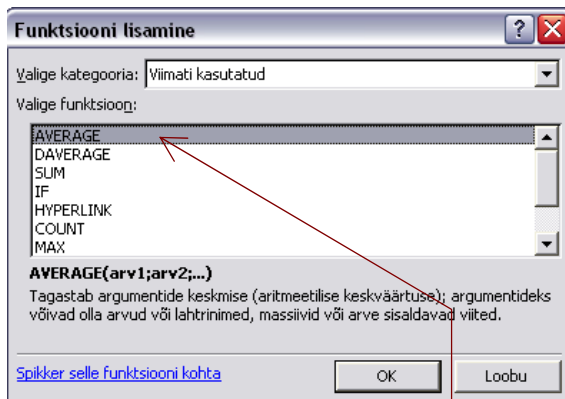 Funktsiooni lisamine
Valige kategooria: Viimati kasutatud
Valige funktsioon:
AVERAGE
DAVERAGE
SUM
IF
HYPERLINK
COUNT
MAX
AVERAGE(arv1;arv2;...)
Tagastab argumentide keskmise (aritmeetilise keskväärtuse); argumentideks
võivad olla arvud või lahtrinimed, massiivid või arve sisaldavad viited.
Spikker selle funktsiooni kohta
OK
Loobu